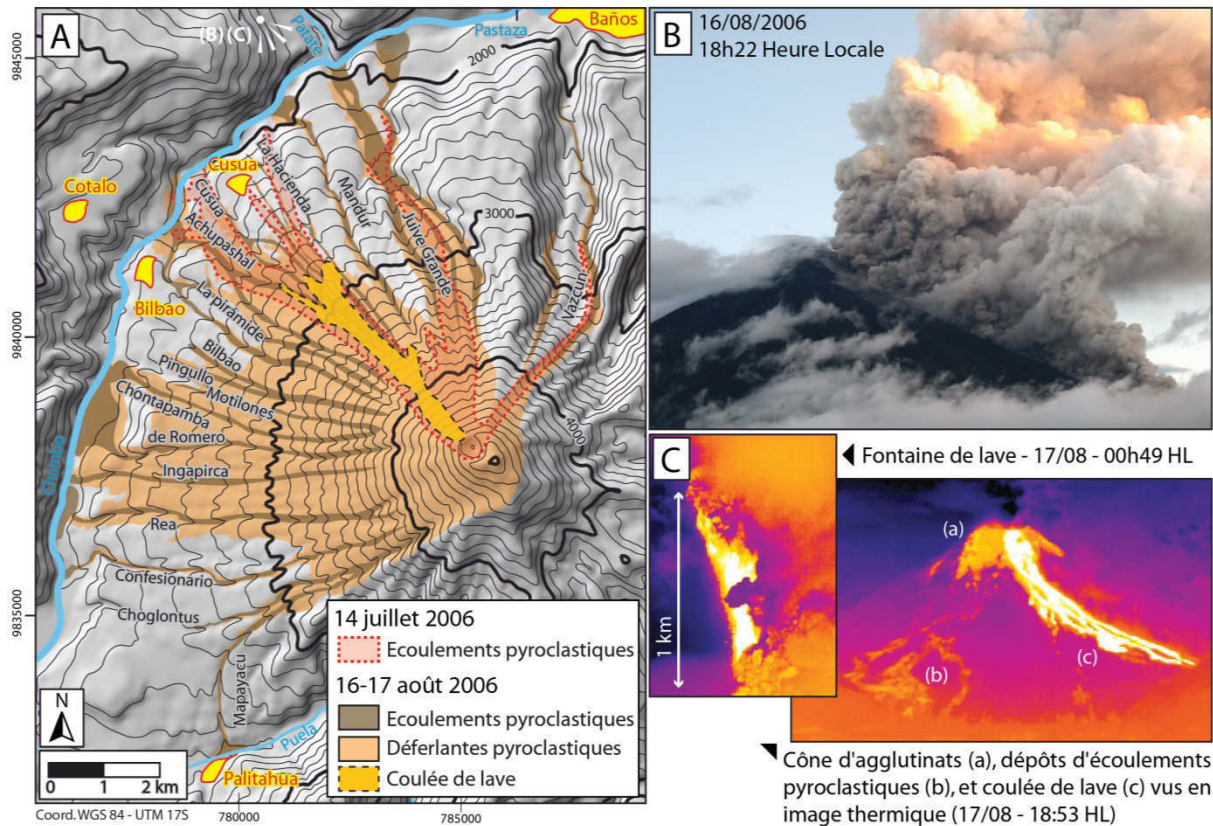 A
(B) (C)
Patate
Pastaza
Baños
2000
9845000
Cusua
La Hacienda
Cotalo
Cusua
Mandur
Achupashal
Juive Grande
3000
Vazcun
Bilbao
La pirámide
9840000
Bilbao
Pingullo
Motilones
4000
Chontapamba
de Romero
Chambo
Ingapirca
Rea
Confesionario
9835000
Choglontus
Mapayacu
N
Puela
0 1 2 km
Palitahua
Coord. WGS 84 - UTM 17S
780000
785000
14 juillet 2006
Ecoulements pyroclastiques
16-17 août 2006
Ecoulements pyroclastiques
Déferlantes pyroclastiques
Coulée de lave
B
16/08/2006
18h22 Heure Locale
C
Fontaine de lave - 17/08 - 00h49 HL
1 km
(a)
(b)
(c)
Cône d'agglutinats (a), dépôts d'écoulements
pyroclastiques (b), et coulée de lave (c) vus en
image thermique (17/08 - 18:53 HL)